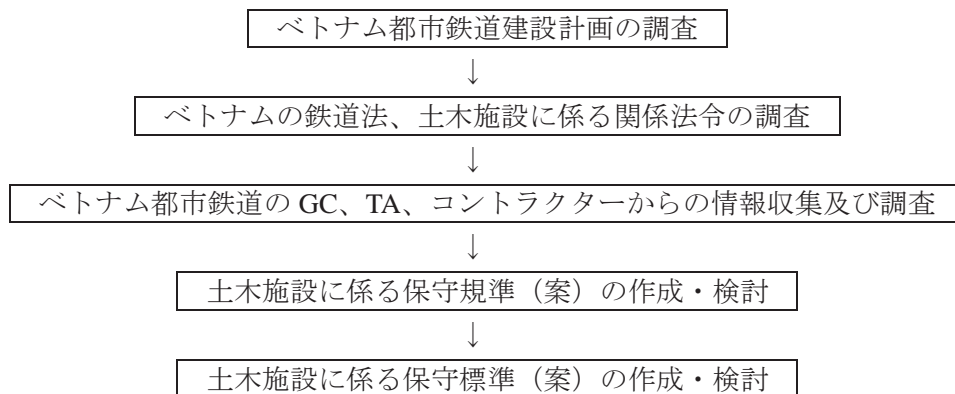 ベトナム都市鉄道建設計画の調査
↓
ベトナムの鉄道法、土木施設に係る関係法令の調査
↓
ベトナム都市鉄道の GC、TA、コントラクターからの情報収集及び調査
↓
土木施設に係る保守規準（案）の作成・検討
↓
土木施設に係る保守標準（案）の作成・検討